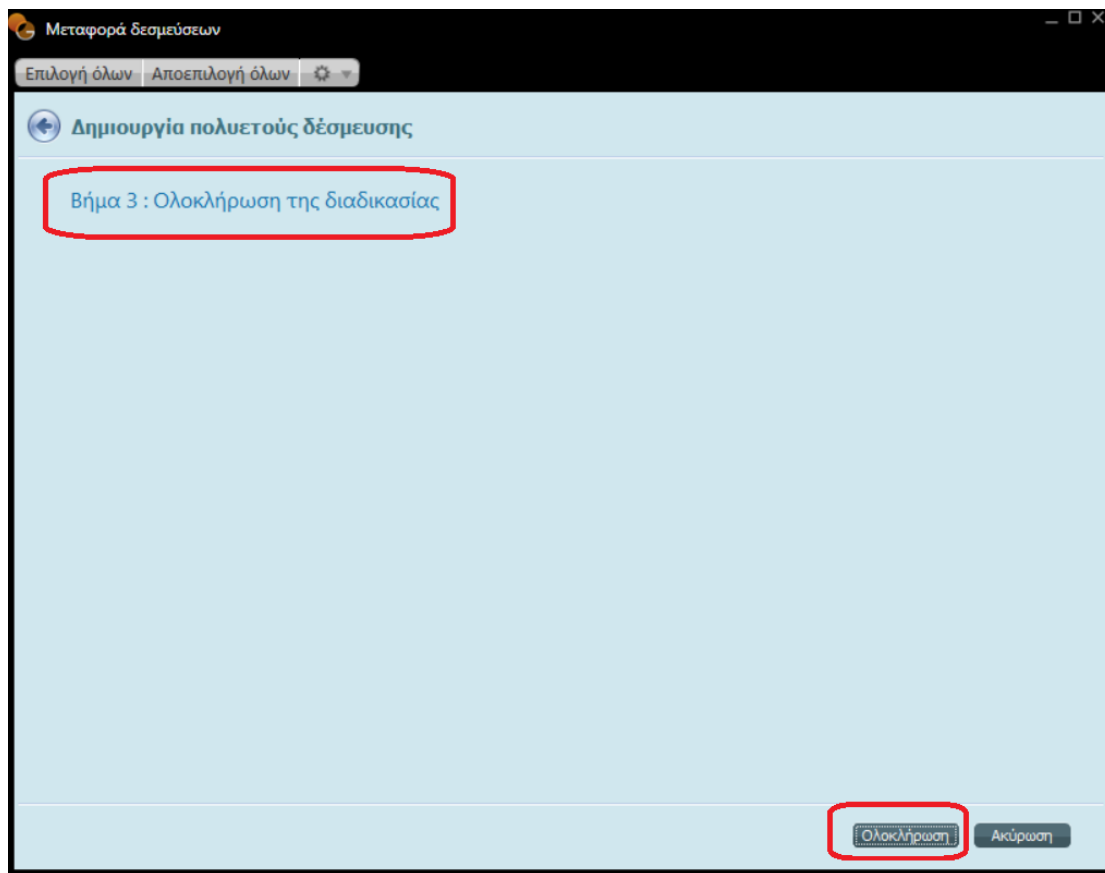 Μεταφορά δεσμεύσεων
Επιλογή όλων Αποεπιλογή όλων
Δημιουργία πολυετούς δέσμευσης
Βήμα 3 : Ολοκλήρωση της διαδικασίας
Ολοκλήρωση Ακύρωση